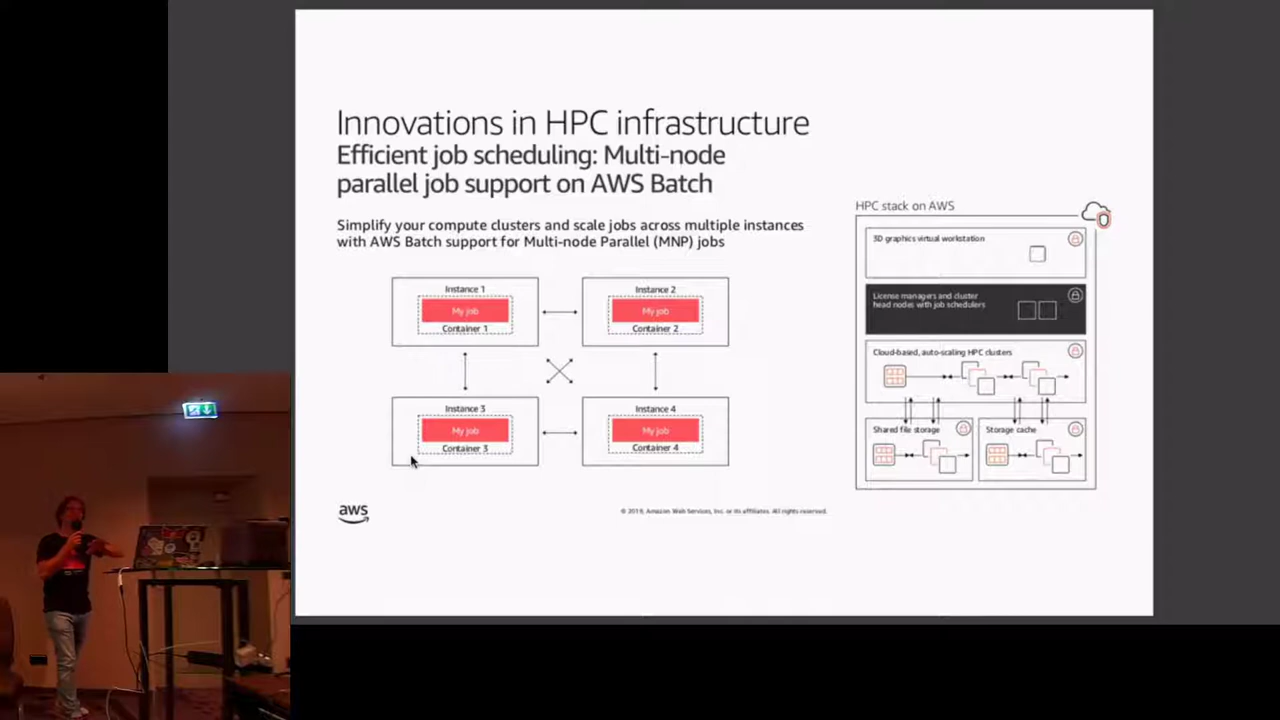 Innovations in HPC infrastructure
Efficient job scheduling: Multi-node
parallel job support on AWS Batch
Simplify your compute clusters and scale jobs across multiple instances
with AWS Batch support for Multi-node Parallel (MNP) jobs
Instance 1
My job
Container 1
Instance 2
My job
Container 2
Instance 3
My job
Container 3
Instance 4
My job
Container 4
HPC stack on AWS
3D graphics virtual workstation
License managers and cluster
head nodes with job schedulers
Cloud-based, auto-scaling HPC clusters
Shared file storage
Storage cache
aws
© 2019, Amazon Web Services, Inc. or its affiliates. All rights reserved.